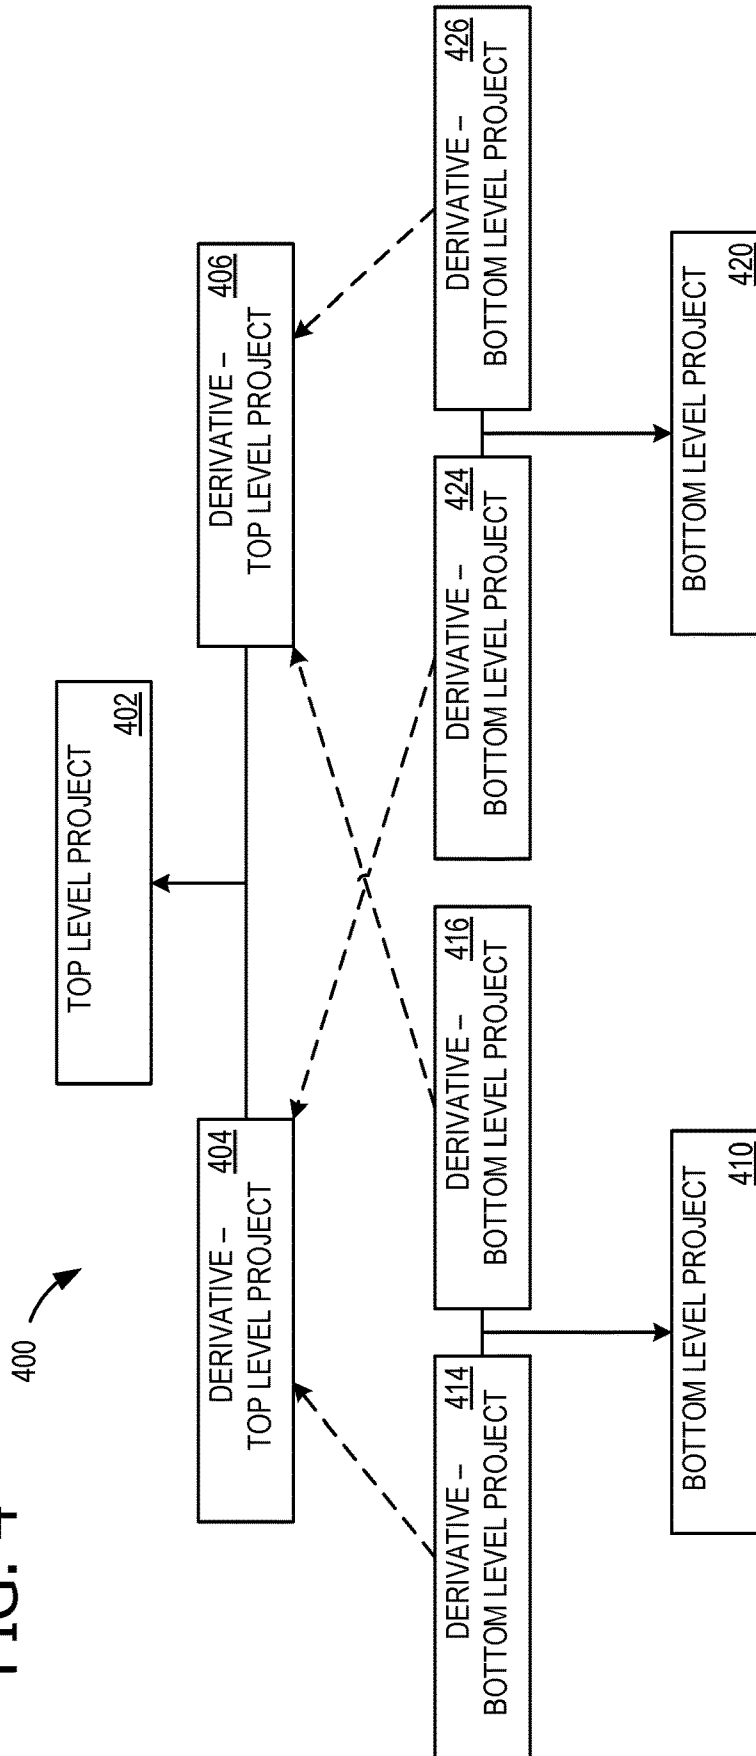 FIG. 4
400
TOP LEVEL PROJECT
402
DERIVATIVE –
TOP LEVEL PROJECT
404
DERIVATIVE –
TOP LEVEL PROJECT
406
DERIVATIVE –
BOTTOM LEVEL PROJECT
414
DERIVATIVE –
BOTTOM LEVEL PROJECT
416
DERIVATIVE –
BOTTOM LEVEL PROJECT
424
DERIVATIVE –
BOTTOM LEVEL PROJECT
426
BOTTOM LEVEL PROJECT
410
BOTTOM LEVEL PROJECT
420